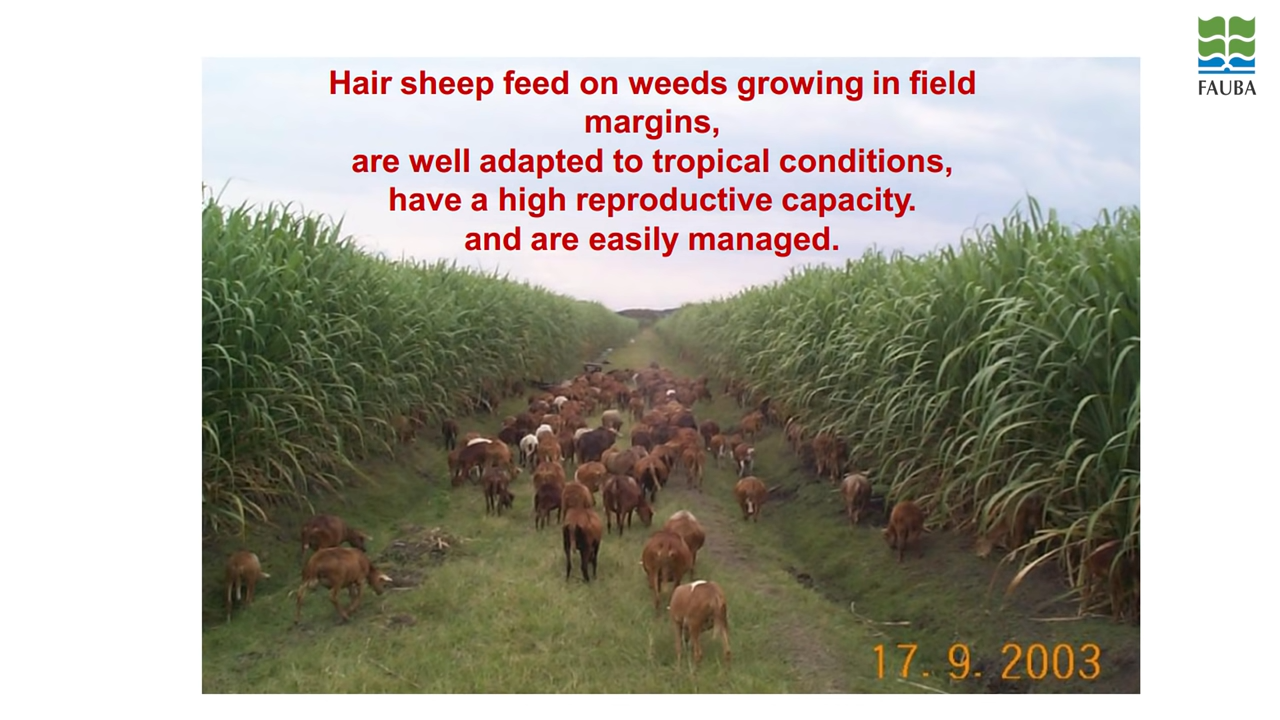 FAUBA
Hair sheep feed on weeds growing in field
margins,
are well adapted to tropical conditions,
have a high reproductive capacity.
and are easily managed.
17. 9. 2003